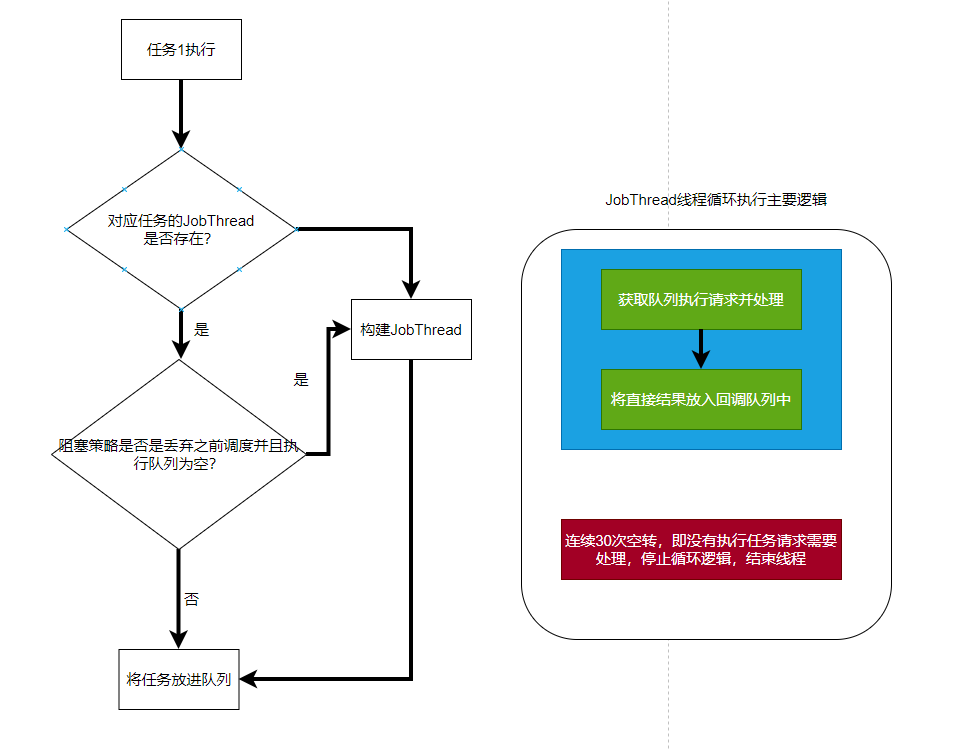 任务1执行
对应任务的JobThread
是否存在？
是
阻塞策略是否是丢弃之前调度并且执
行队列为空？
是
构建JobThread
否
将任务放进队列
JobThread线程循环执行主要逻辑
获取队列执行请求并处理
将直接结果放入回调队列中
连续30次空转，即没有执行任务请求需要
处理，停止循环逻辑，结束线程